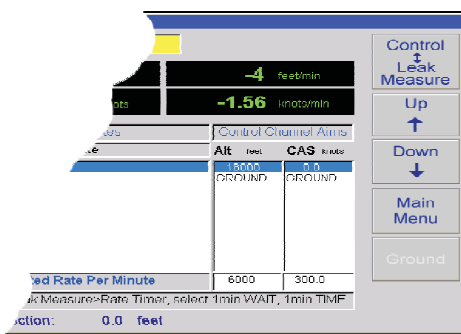 -4 feet/min
-1.56 knots/min
Control Channel Aims
Alt feet CAS knots
18000 0.0
GROUND GROUND
ted Rate Per Minute 6000 300.0
Measure>Rate Timer, select 1min WAIT, 1min TIME
ction: 0.0 feet
Control
↕
Leak
Measure
Up
↑
Down
↓
Main
Menu
Ground